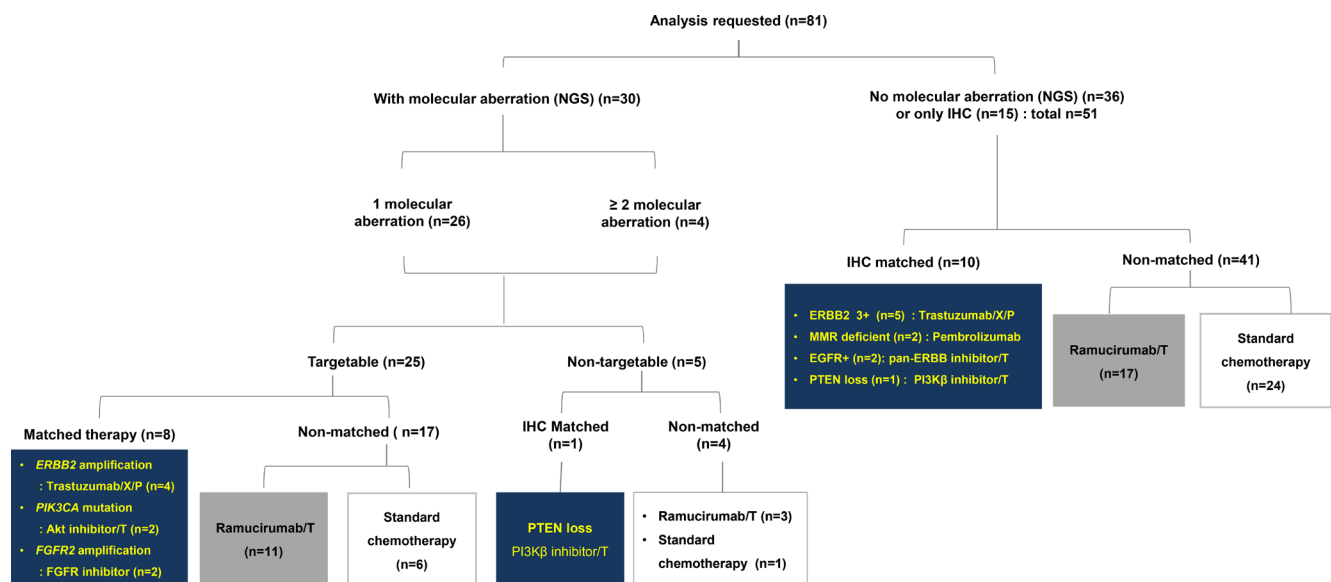 Analysis requested (n=81)
With molecular aberration (NGS) (n=30)
No molecular aberration (NGS) (n=36)
or only IHC (n=15) : total n=51
1 molecular
aberration (n=26)
≥ 2 molecular
aberration (n=4)
IHC matched (n=10)
Non-matched (n=41)
• ERBB2 3+ (n=5) : Trastuzumab/X/P
• MMR deficient (n=2) : Pembrolizumab
• EGFR+ (n=2): pan-ERBB inhibitor/T
• PTEN loss (n=1) : PI3Kβ inhibitor/T
Ramucirumab/T
(n=17)
Standard
chemotherapy
(n=24)
Targetable (n=25)
Non-targetable (n=5)
Matched therapy (n=8)
Non-matched ( n=17)
IHC Matched
(n=1)
Non-matched
(n=4)
• ERBB2 amplification
: Trastuzumab/X/P (n=4)
• PIK3CA mutation
: Akt inhibitor/T (n=2)
• FGFR2 amplification
: FGFR inhibitor (n=2)
Ramucirumab/T
(n=11)
Standard
chemotherapy
(n=6)
PTEN loss
PI3Kβ inhibitor/T
• Ramucirumab/T (n=3)
• Standard
chemotherapy (n=1)